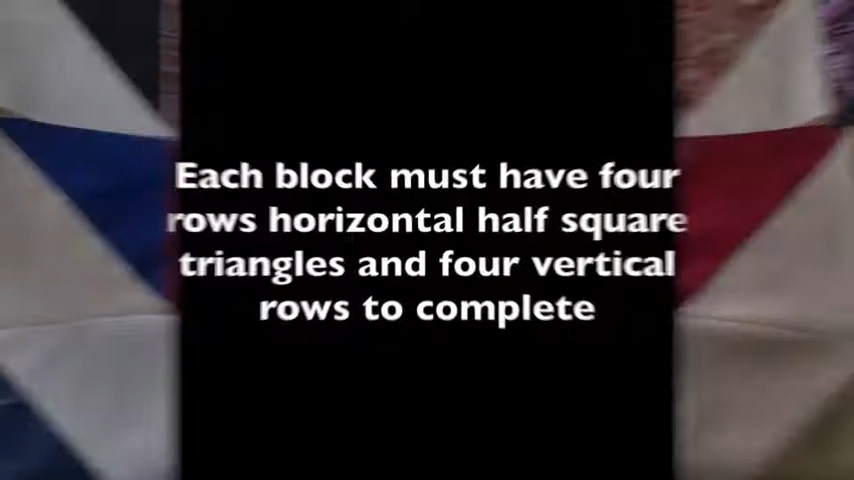 Each block must have four
rows horizontal half square
triangles and four vertical
rows to complete